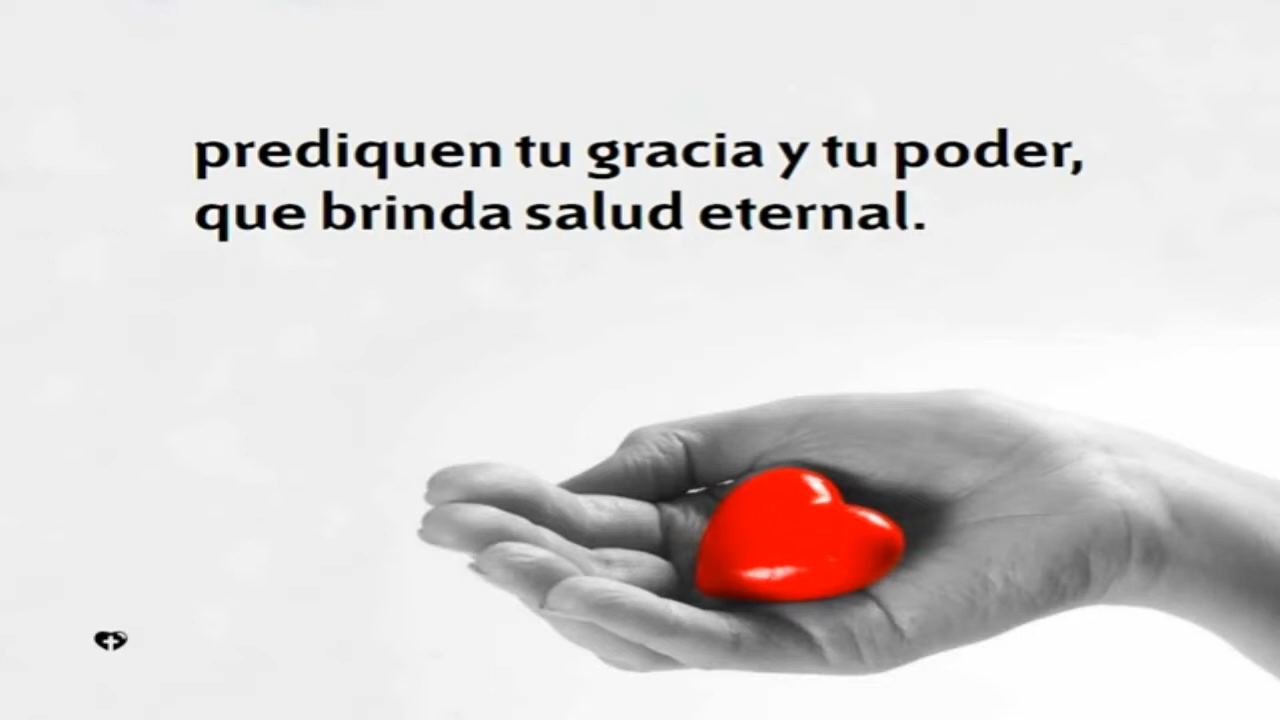 prediquen tu gracia y tu poder,
que brinda salud eternal.